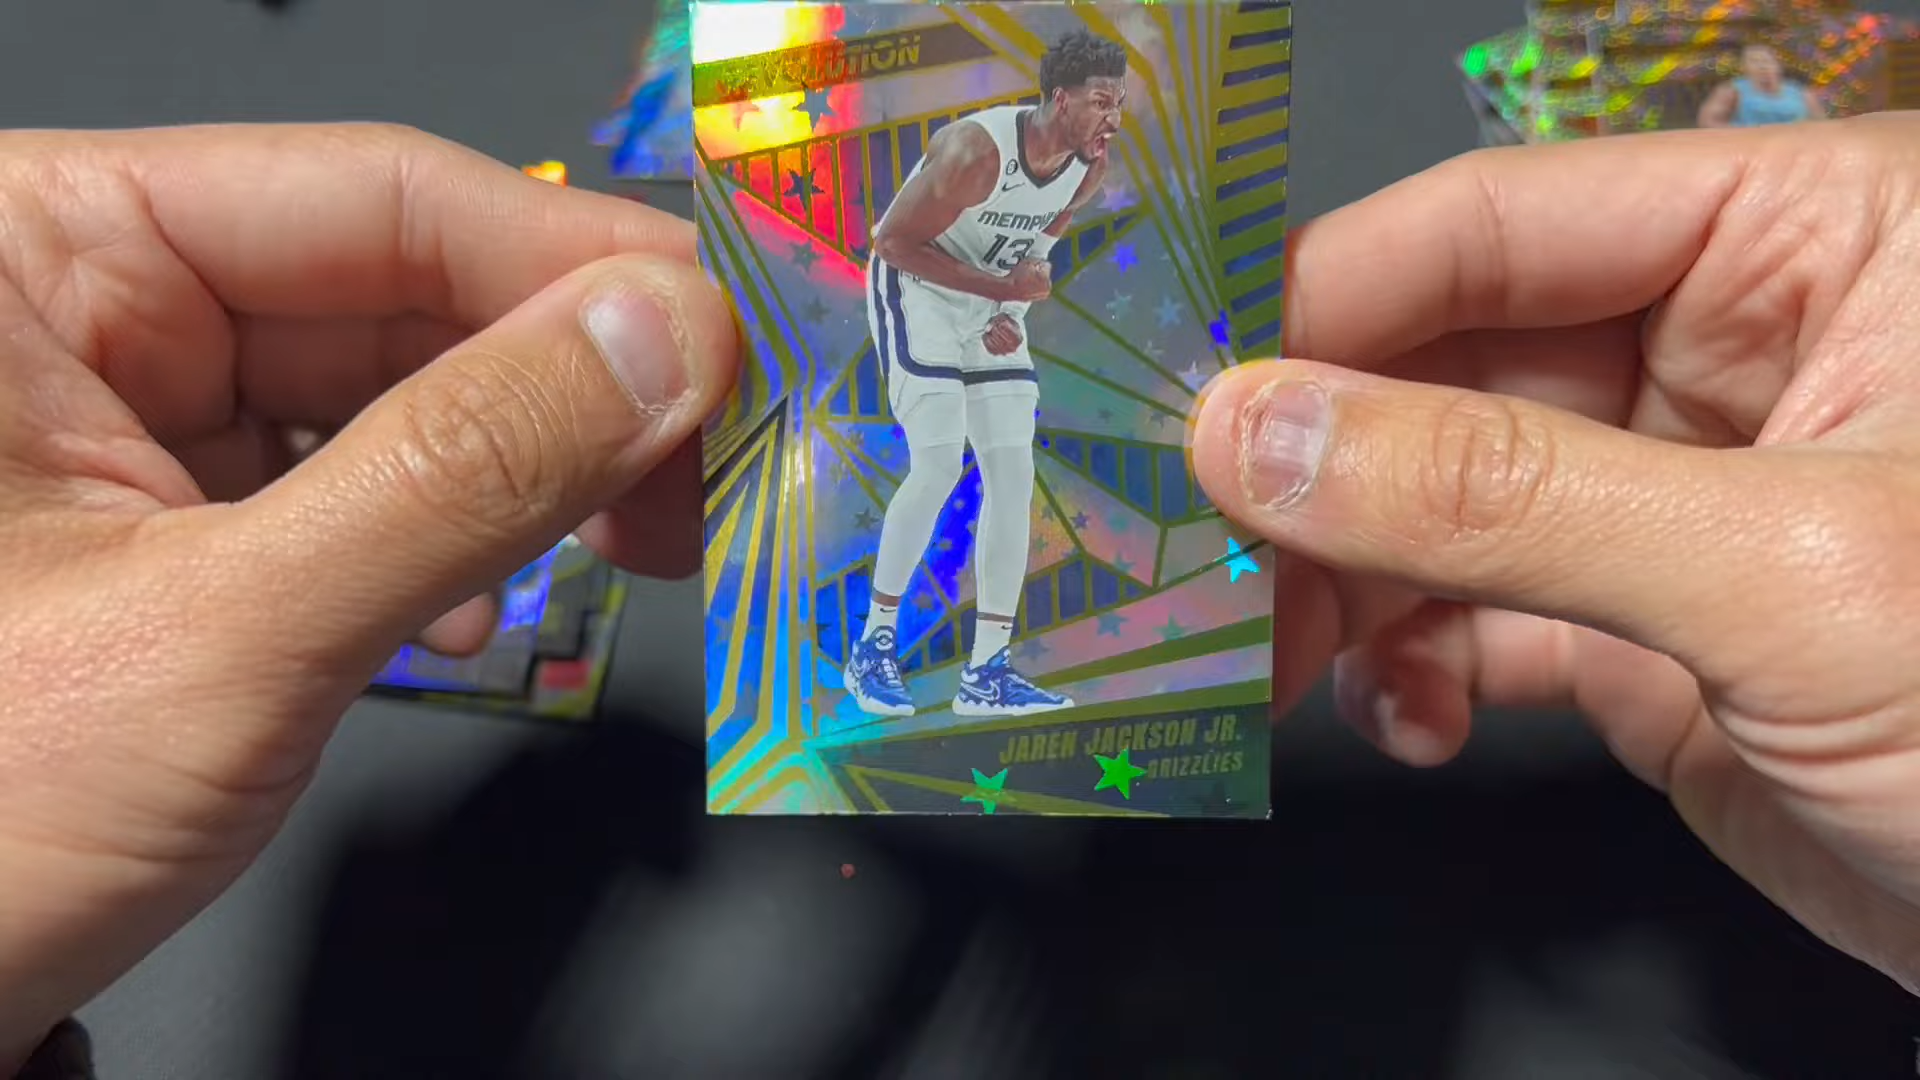 REVOLUTION
MEMPHIS
13
JAREN JACKSON JR.
GRIZZLIES